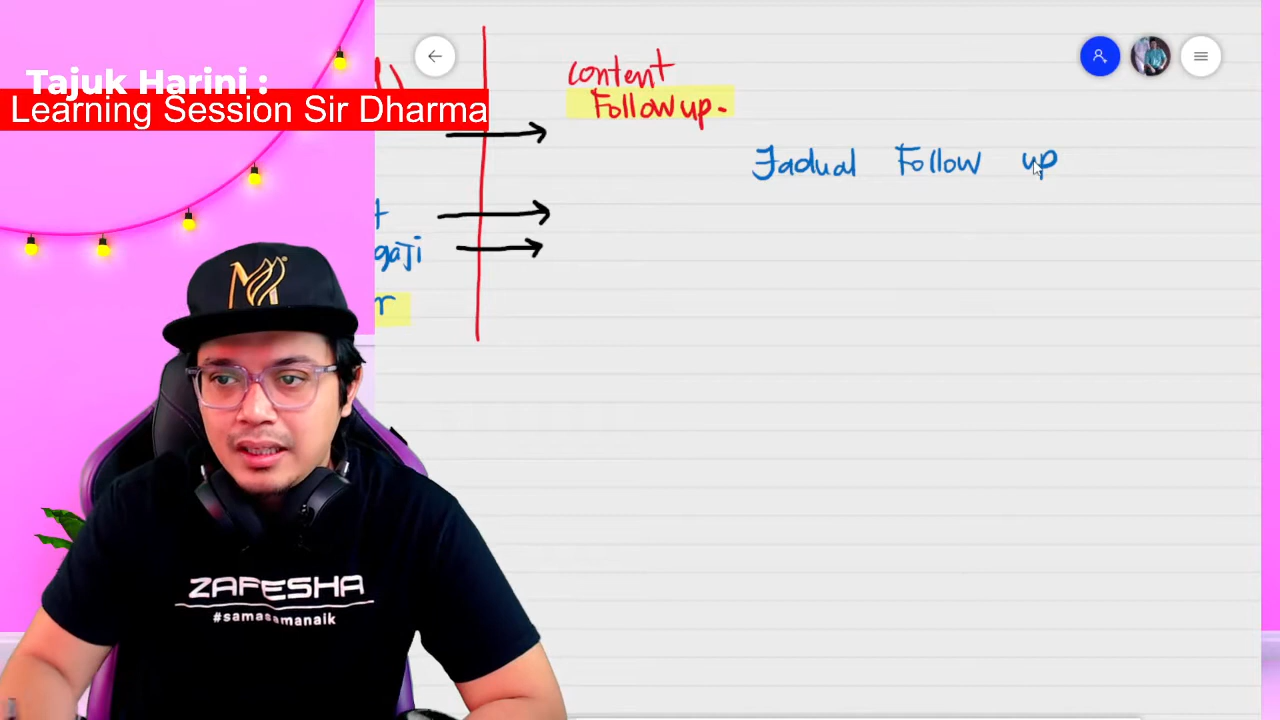 Tajuk Harini :
Learning Session Sir Dharma
content
Follow up.
Jadual Follow up
gaji
r
ZAFESHA
#samasamanaik